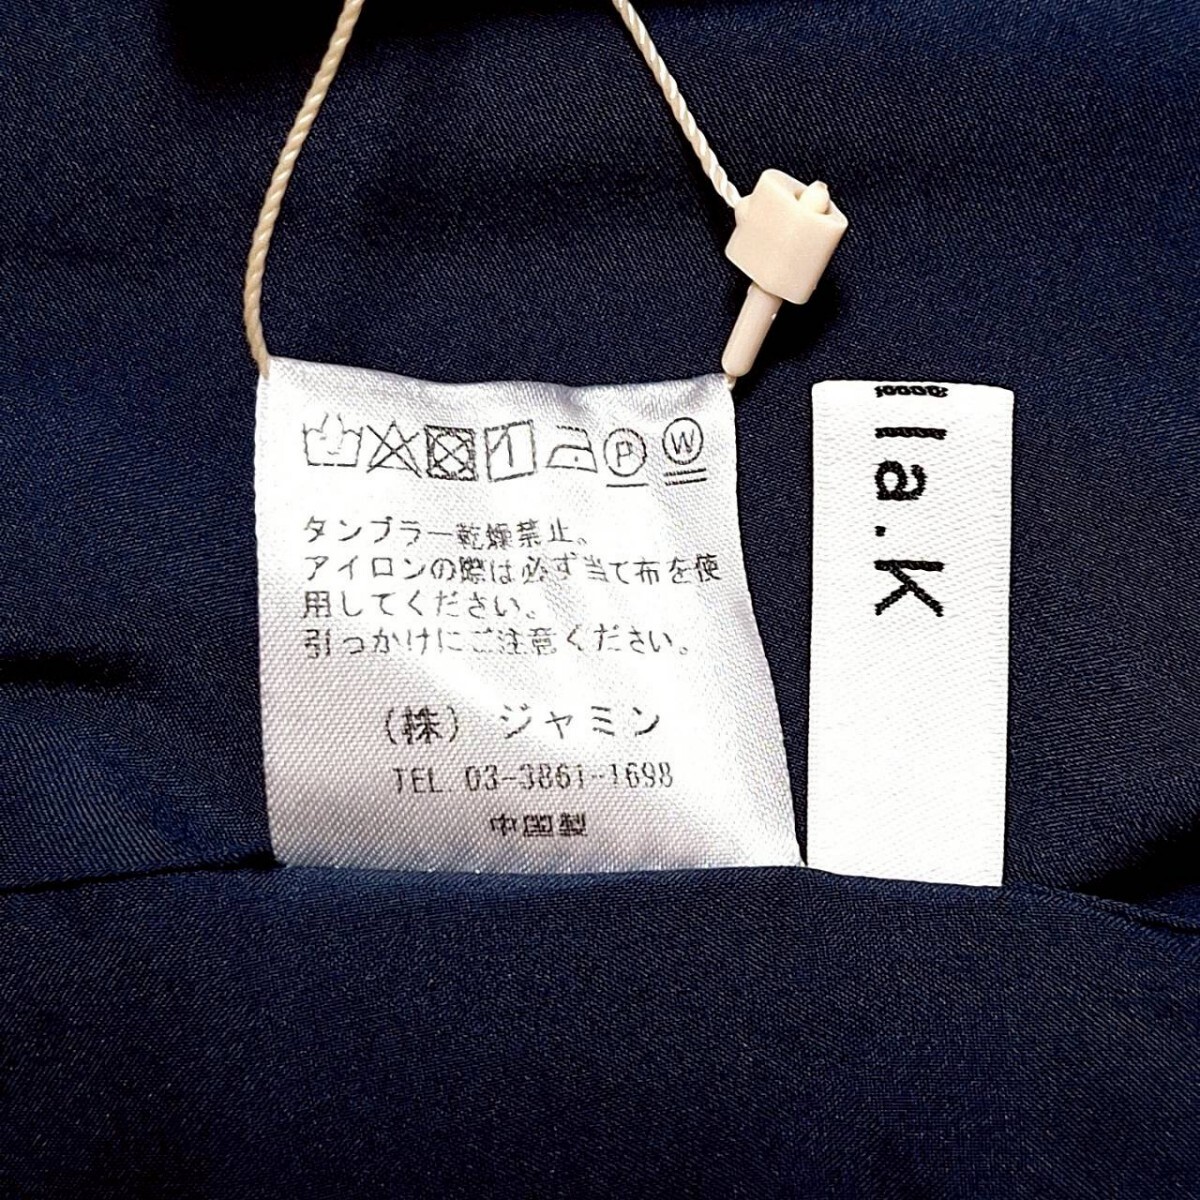 タンブラー乾燥禁止。
アイロンの際は必ず当て布を使
用してください。
引っかけにご注意ください。
(株) ジャミン
TEL. 03-3861-1698
中国製
lla.K